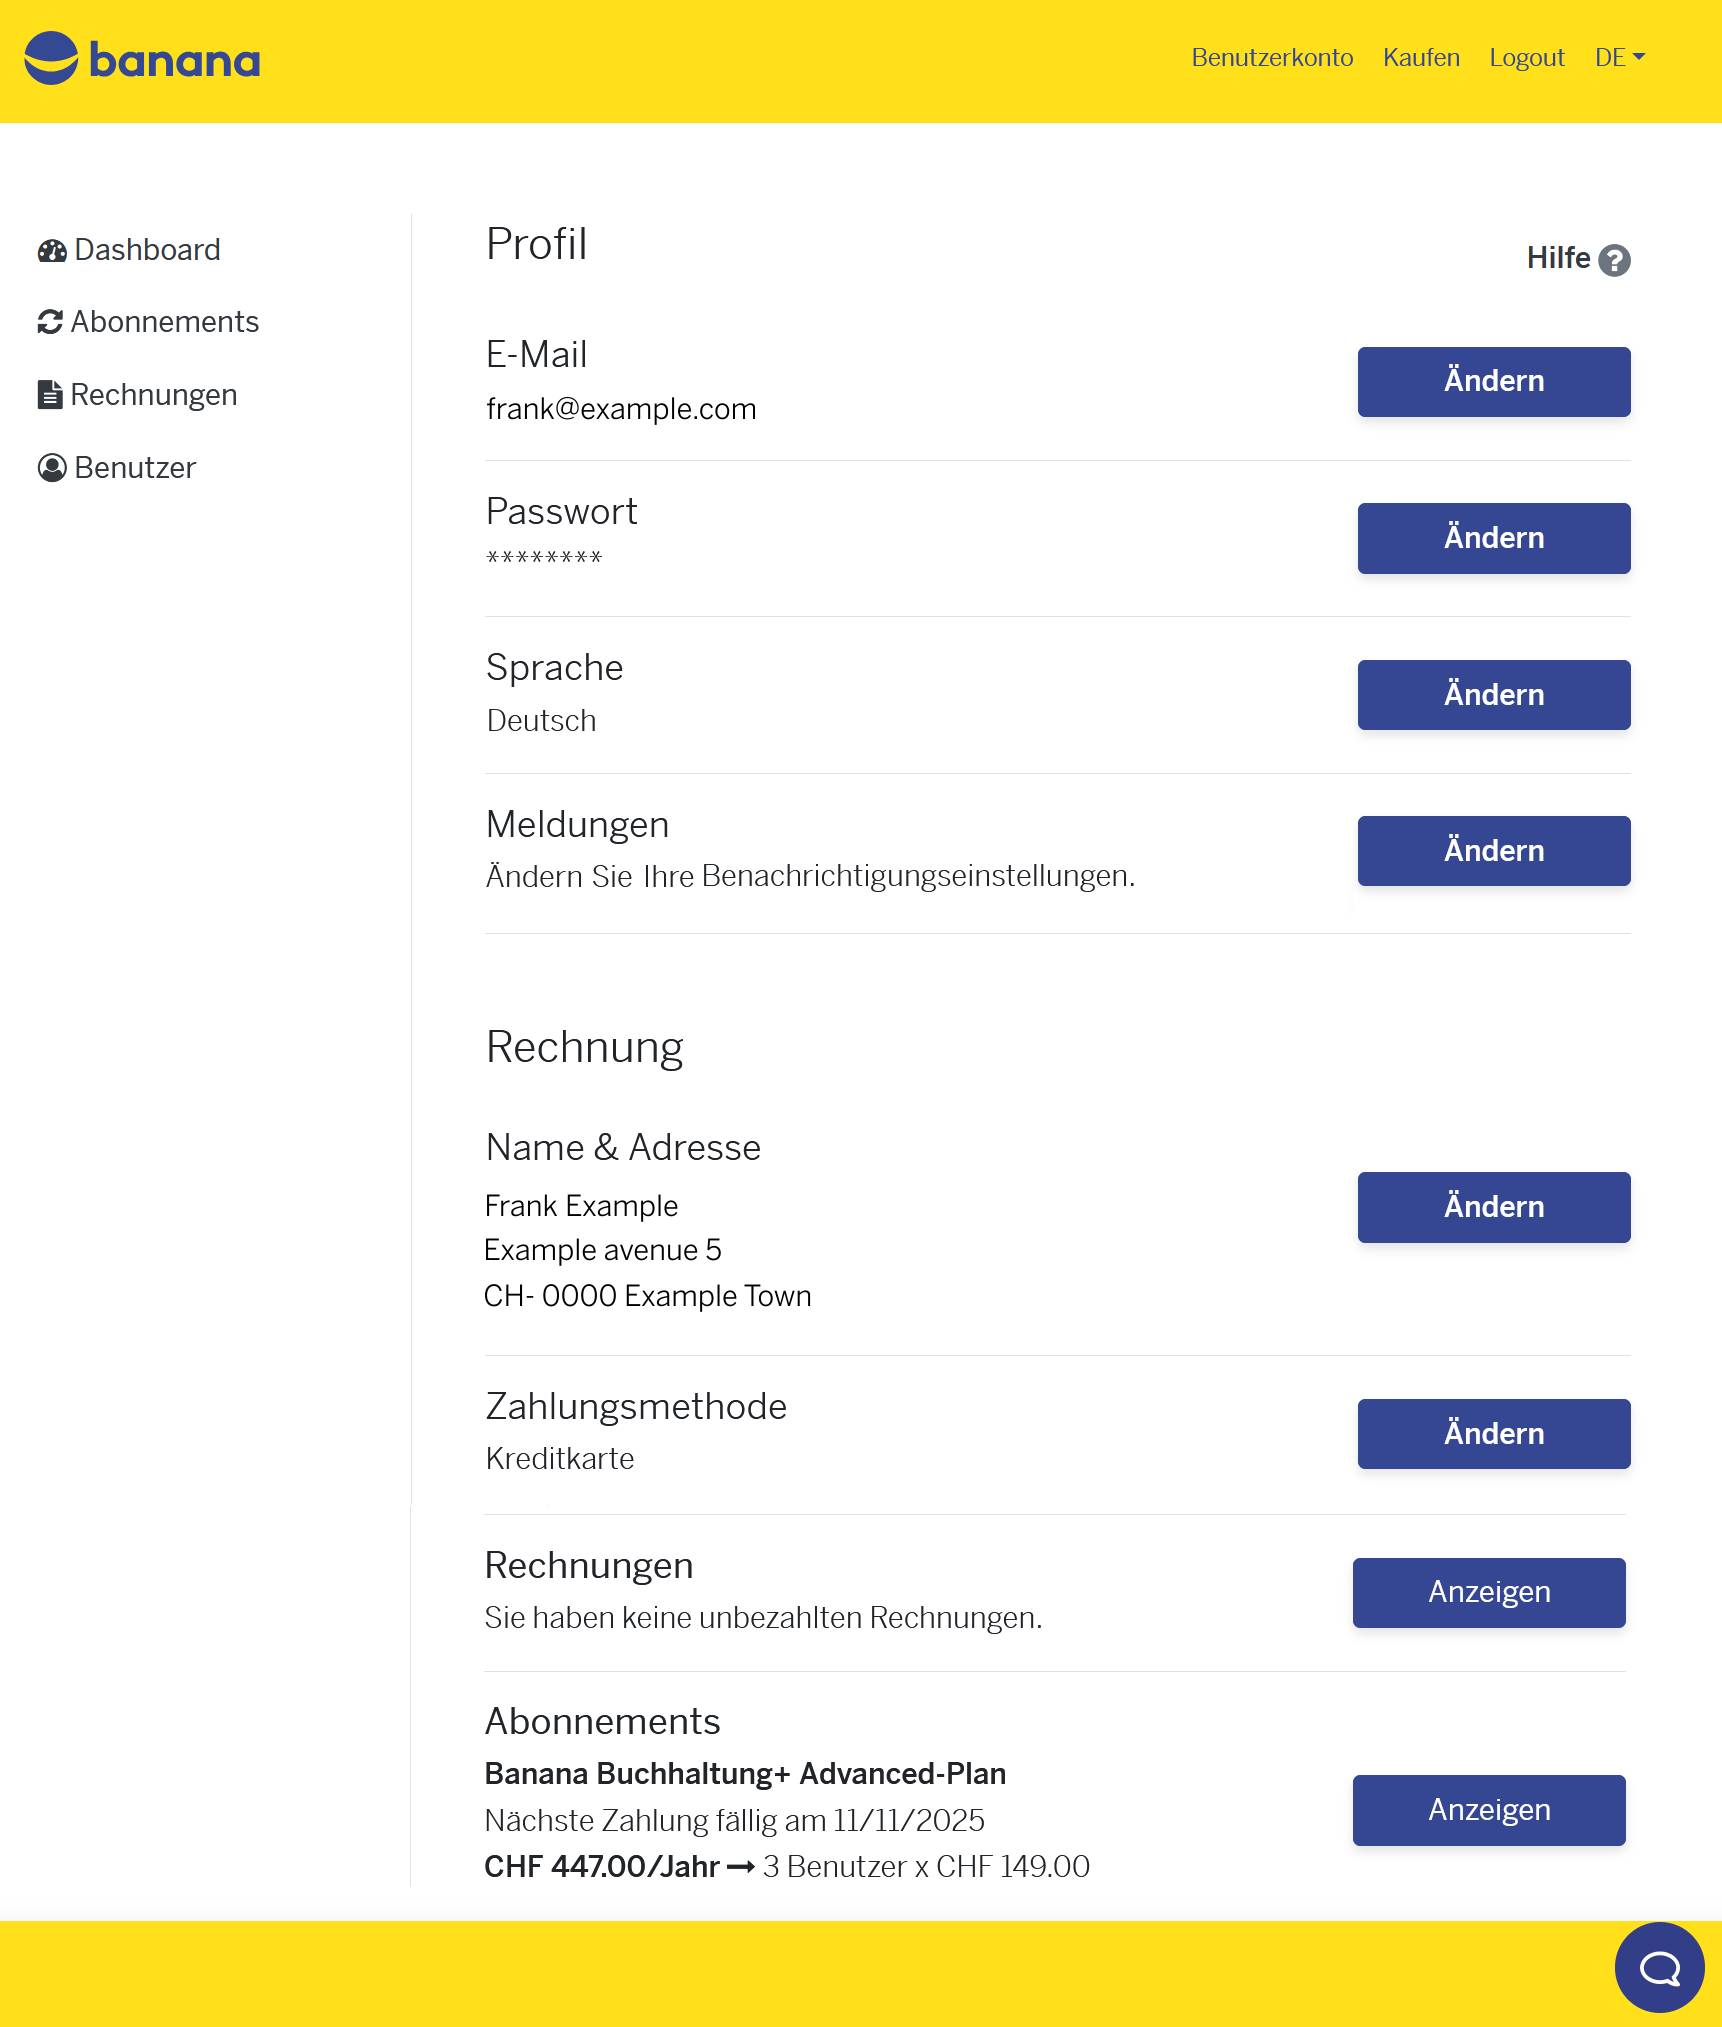 banana
Benutzerkonto Kaufen Logout DE
Dashboard
Abonnements
Rechnungen
Benutzer
Profil
Hilfe ?
E-Mail
frank@example.com
Ändern
Passwort
********
Ändern
Sprache
Deutsch
Ändern
Meldungen
Ändern Sie Ihre Benachrichtigungseinstellungen.
Ändern
Rechnung
Name & Adresse
Frank Example
Example avenue 5
CH- 0000 Example Town
Ändern
Zahlungsmethode
Kreditkarte
Ändern
Rechnungen
Sie haben keine unbezahlten Rechnungen.
Anzeigen
Abonnements
Banana Buchhaltung+ Advanced-Plan
Nächste Zahlung fällig am 11/11/2025
CHF 447.00/Jahr → 3 Benutzer x CHF 149.00
Anzeigen